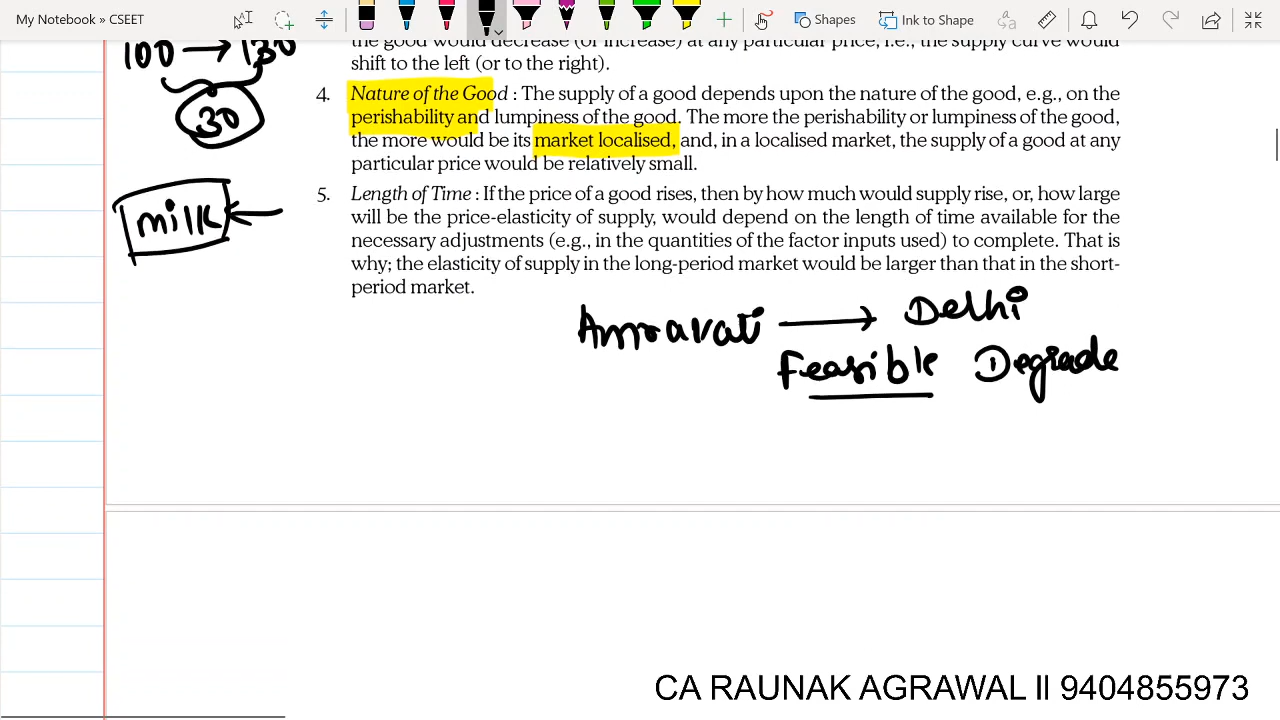 My Notebook » CSEET
Shapes
Ink to Shape
100 → 130
30
the good would decrease (or increase) at any particular price, i.e., the supply curve would
shift to the left (or to the right).
4. Nature of the Good : The supply of a good depends upon the nature of the good, e.g., on the
perishability and lumpiness of the good. The more the perishability or lumpiness of the good,
the more would be its market localised, and, in a localised market, the supply of a good at any
particular price would be relatively small.
milk
5. Length of Time : If the price of a good rises, then by how much would supply rise, or, how large
will be the price-elasticity of supply, would depend on the length of time available for the
necessary adjustments (e.g., in the quantities of the factor inputs used) to complete. That is
why; the elasticity of supply in the long-period market would be larger than that in the short-
period market.
Amravati → Delhi
Feasible Degrade
CA RAUNAK AGRAWAL II 9404855973